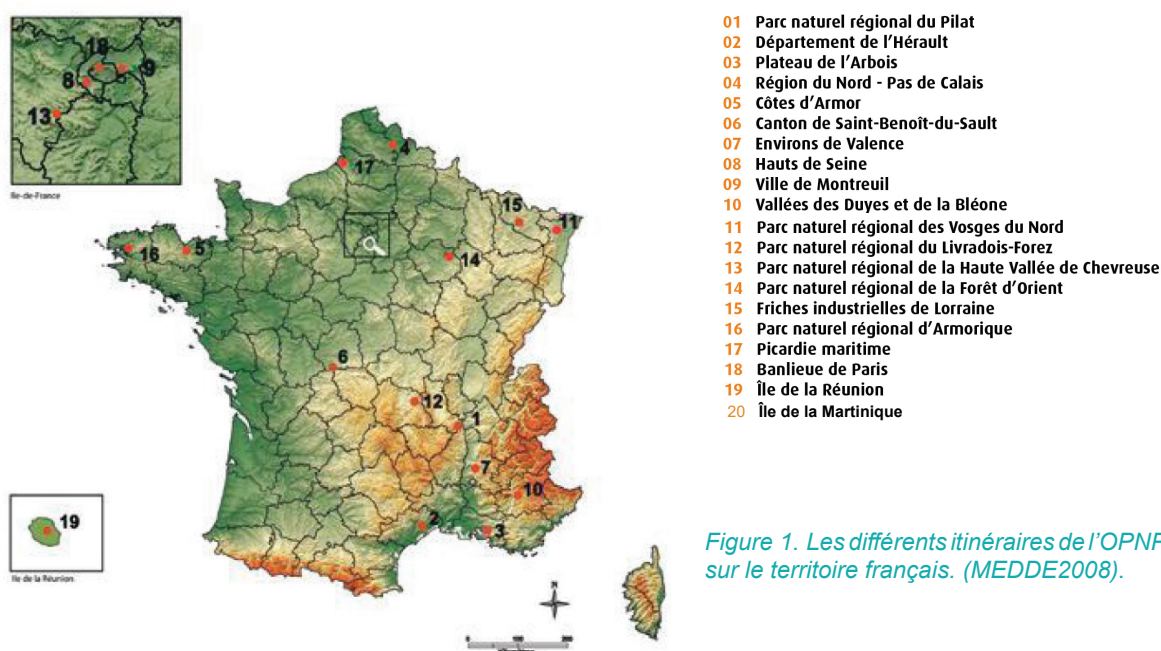 01 Parc naturel régional du Pilat
02 Département de l'Hérault
03 Plateau de l'Arbois
04 Région du Nord - Pas de Calais
05 Côtes d'Armor
06 Canton de Saint-Benoît-du-Sault
07 Environs de Valence
08 Hauts de Seine
09 Ville de Montreuil
10 Vallées des Duyes et de la Bléone
11 Parc naturel régional des Vosges du Nord
12 Parc naturel régional du Livradois-Forez
13 Parc naturel régional de la Haute Vallée de Chevreuse
14 Parc naturel régional de la Forêt d'Orient
15 Friches industrielles de Lorraine
16 Parc naturel régional d'Armorique
17 Picardie maritime
18 Banlieue de Paris
19 Île de la Réunion
20 Île de la Martinique
18
8
9
13
Ile-de-France
4
17
15
11
16
5
14
6
12
1
7
10
2
3
19
Ile de la Réunion
N
0 100 200
Figure 1. Les différents itinéraires de l'OPNP
sur le territoire français. (MEDDE2008).